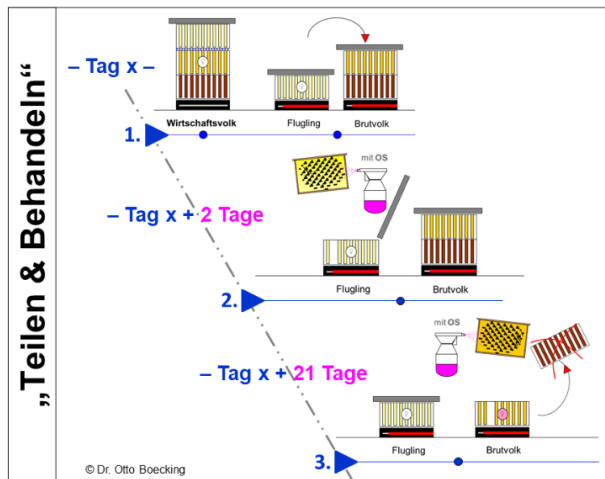 „Teilen & Behandeln“
– Tag x –
Wirtschaftsvolk
Flugling
Brutvolk
1.
mit OS
– Tag x + 2 Tage
Flugling
Brutvolk
2.
mit OS
– Tag x + 21 Tage
Flugling
Brutvolk
3.
© Dr. Otto Boecking